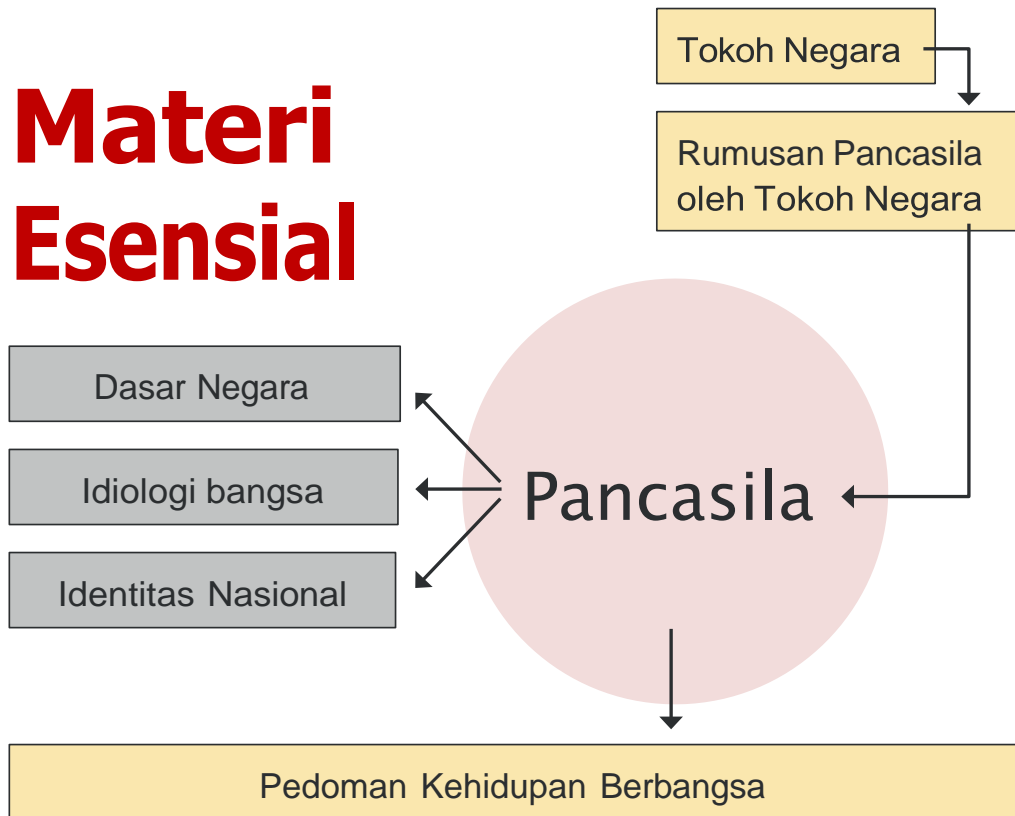 Materi
Esensial
Tokoh Negara
Rumusan Pancasila
oleh Tokoh Negara
Pancasila
Dasar Negara
Idiologi bangsa
Identitas Nasional
Pedoman Kehidupan Berbangsa